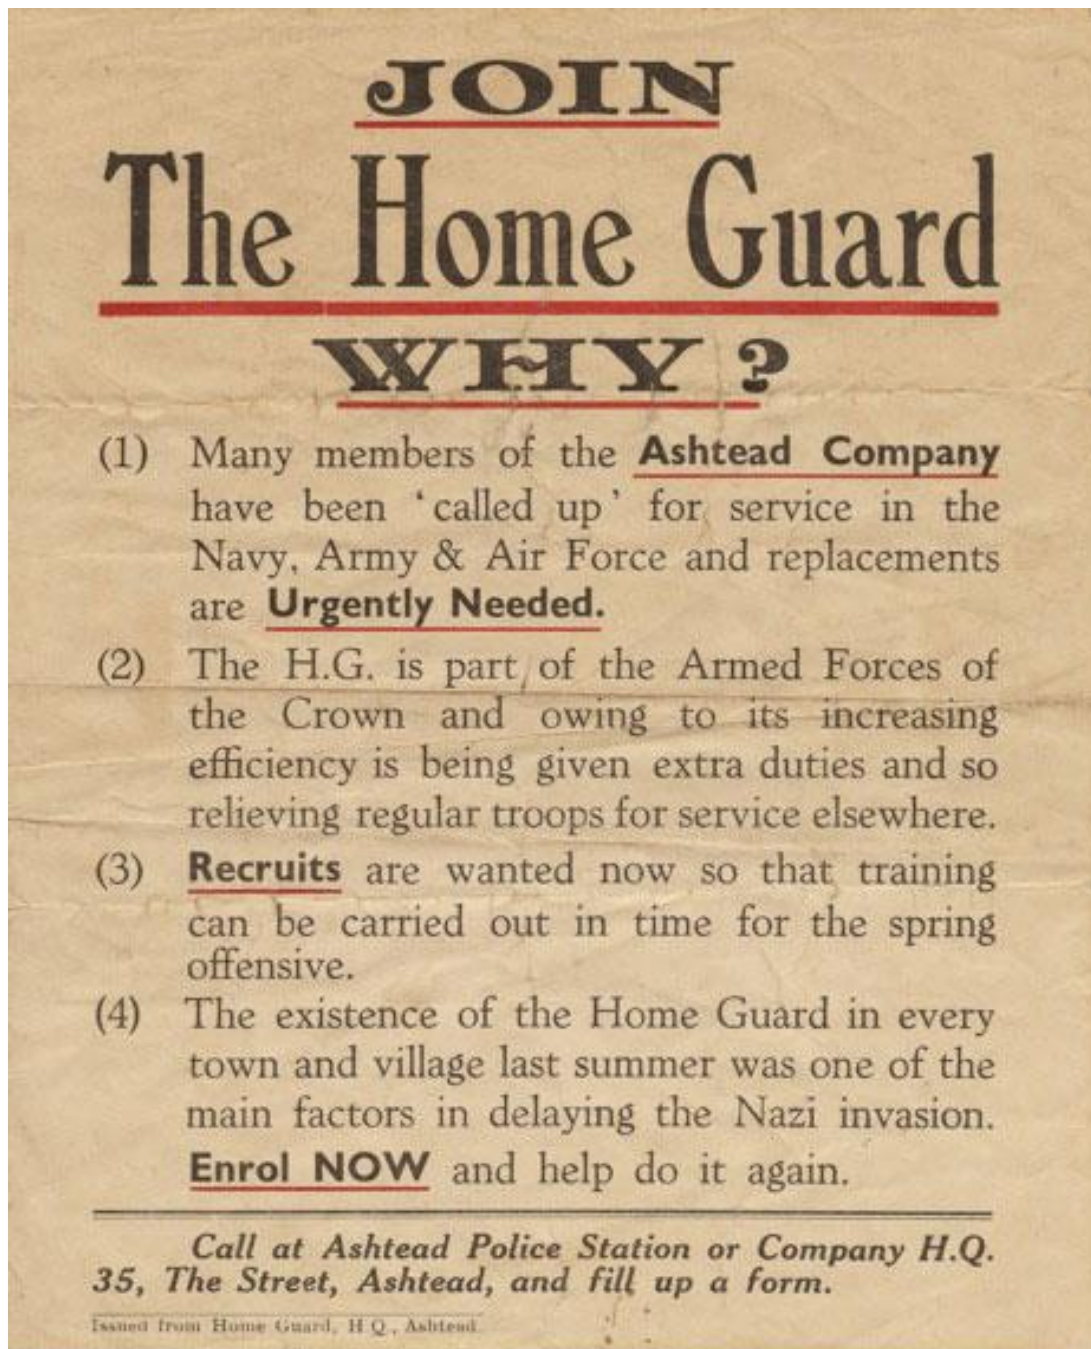 JOIN
The Home Guard
WHY?
(1) Many members of the Ashtead Company
have been 'called up' for service in the
Navy, Army & Air Force and replacements
are Urgently Needed.
(2) The H.G. is part of the Armed Forces of
the Crown and owing to its increasing
efficiency is being given extra duties and so
relieving regular troops for service elsewhere.
(3) Recruits are wanted now so that training
can be carried out in time for the spring
offensive.
(4) The existence of the Home Guard in every
town and village last summer was one of the
main factors in delaying the Nazi invasion.
Enrol NOW and help do it again.
Call at Ashtead Police Station or Company H.Q.
35, The Street, Ashtead, and fill up a form.
Issued from Home Guard, H.Q., Ashtead.